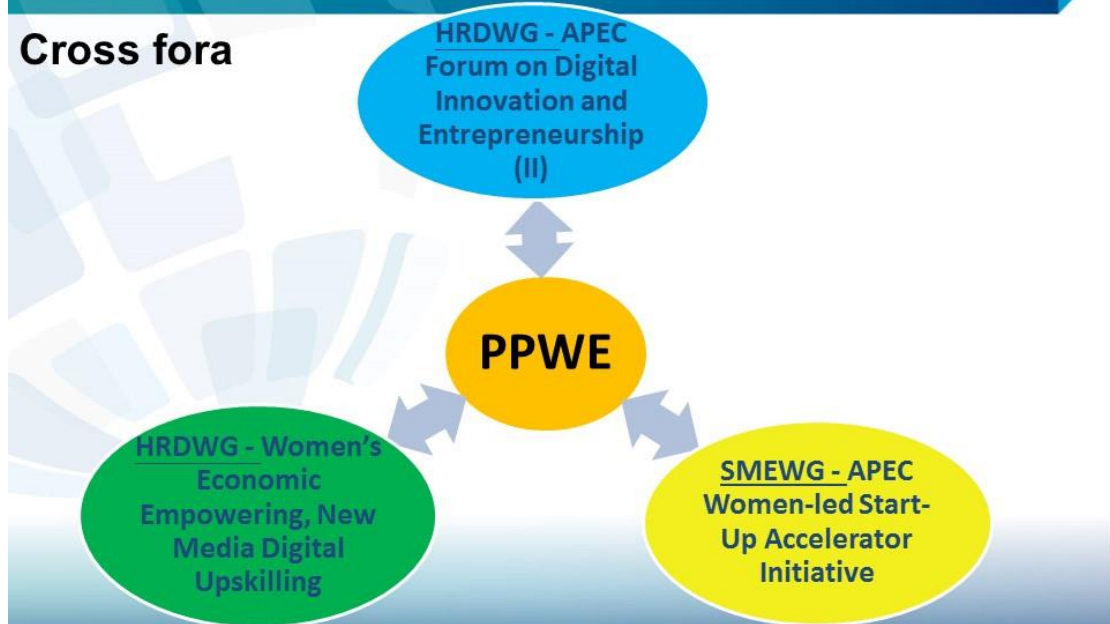 Cross fora
HRDWG - APEC
Forum on Digital
Innovation and
Entrepreneurship
(II)
PPWE
HRDWG - Women’s
Economic
Empowering, New
Media Digital
Upskilling
SMEWG - APEC
Women-led Start-
Up Accelerator
Initiative